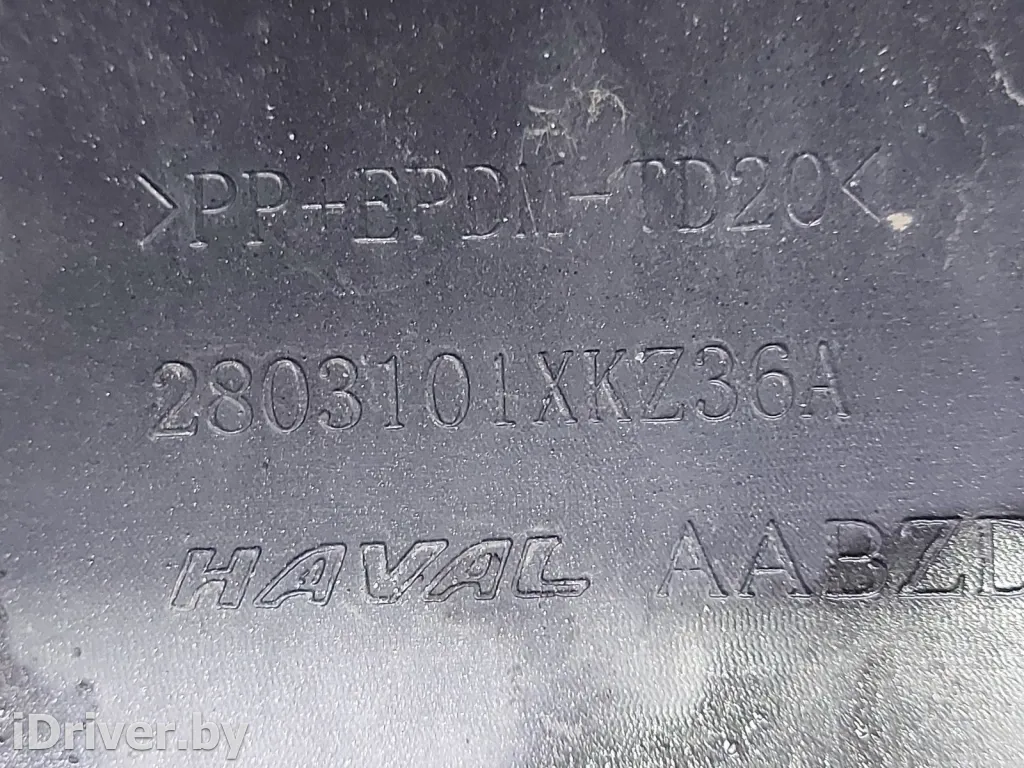 >PP+EPDM-TD20<
2803101XKZ36A
HAVAL AABZD
iDriver.by